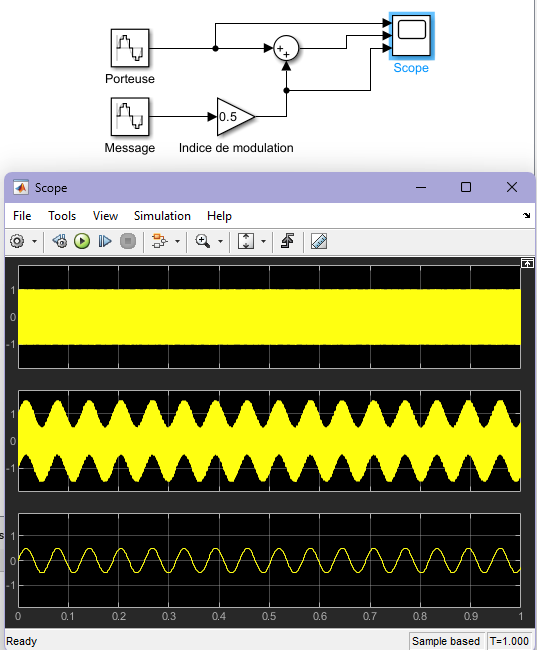 Porteuse
Scope
0.5
Message
Indice de modulation
Scope
File Tools View Simulation Help
1
0
-1
1
0
-1
1
0
-1
0 0.1 0.2 0.3 0.4 0.5 0.6 0.7 0.8 0.9 1
Ready Sample based T=1.000